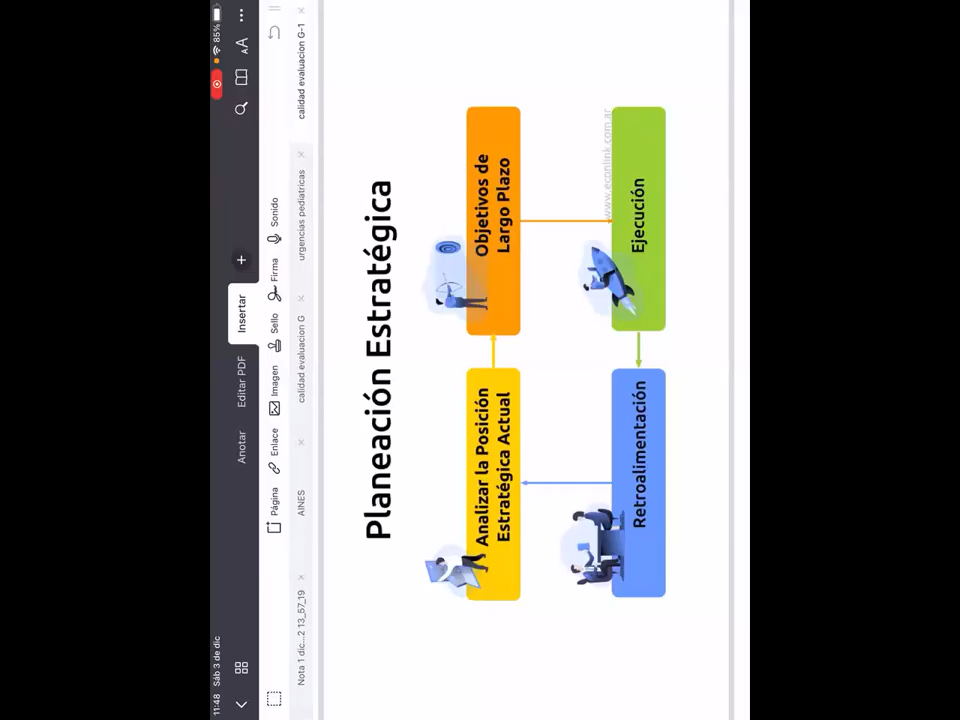 11:48 Sáb 3 de dic
85%
Anotar Editar PDF Insertar
AA
Página Enlace Imagen Sello Firma Sonido
Nota 1 dic...2 13_57_19 × AINES × calidad evaluacion G × urgencias pediatricas × calidad evaluacion G-1 ×
Planeación Estratégica
Analizar la Posición
Estratégica Actual
Objetivos de
Largo Plazo
www.econlink.com.ar
Retroalimentación
Ejecución